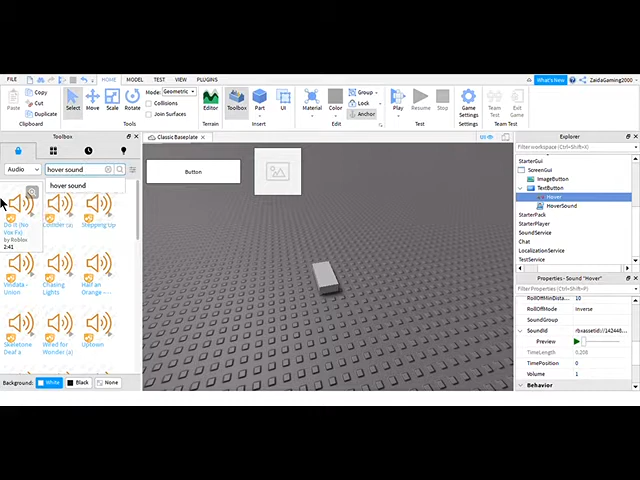 FILE
HOME
MODEL
TEST
VIEW
PLUGINS
What's New
ZaidaGaming2000
Paste
Copy
Cut
Duplicate
Clipboard
Select
Move
Scale
Rotate
Mode: Geometric
Collisions
Join Surfaces
Tools
Editor
Terrain
Toolbox
Part
UI
Insert
Material
Color
Group
Lock
Anchor
Edit
Play
Resume
Stop
Test
Game Settings
Settings
Team Test
Exit Game
Team Test
Toolbox
Classic Baseplate
UI
Explorer
Audio
hover sound
hover sound
Filter workspace (Ctrl+Shift+X)
StarterGui
ScreenGui
ImageButton
TextButton
Hover
HoverSound
StarterPack
StarterPlayer
SoundService
Chat
LocalizationService
TestService
Button
Do It (No
Vox Fx)
by Roblox
2:41
Stepping Up
Union
Chasing
Lights
Half an
Orange
Skeletone
Deaf a
Wired for
Wonder (a)
Uptown
Background:
White
Black
None
Properties - Sound "Hover"
Filter Properties (Ctrl+Shift+P)
RollOffMinDista...
10
RollOffMode
Inverse
SoundGroup
SoundId
Preview
TimeLength
0.208
TimePosition
0
Volume
1
Behavior